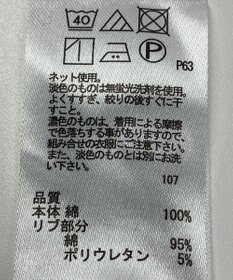 40
P
P63
ネット使用。
淡色のものは無蛍光洗剤を使用。
よくすすぎ、絞りの後すぐに干
すこと。
濃色のものは、着用による摩擦
で色落ちする事がありますので、
組み合せの衣服にご注意下さい。
また、淡色のものとは別にお洗
い下さい。
107
品質
本体 綿 100%
リブ部分
綿 95%
ポリウレタン 5%